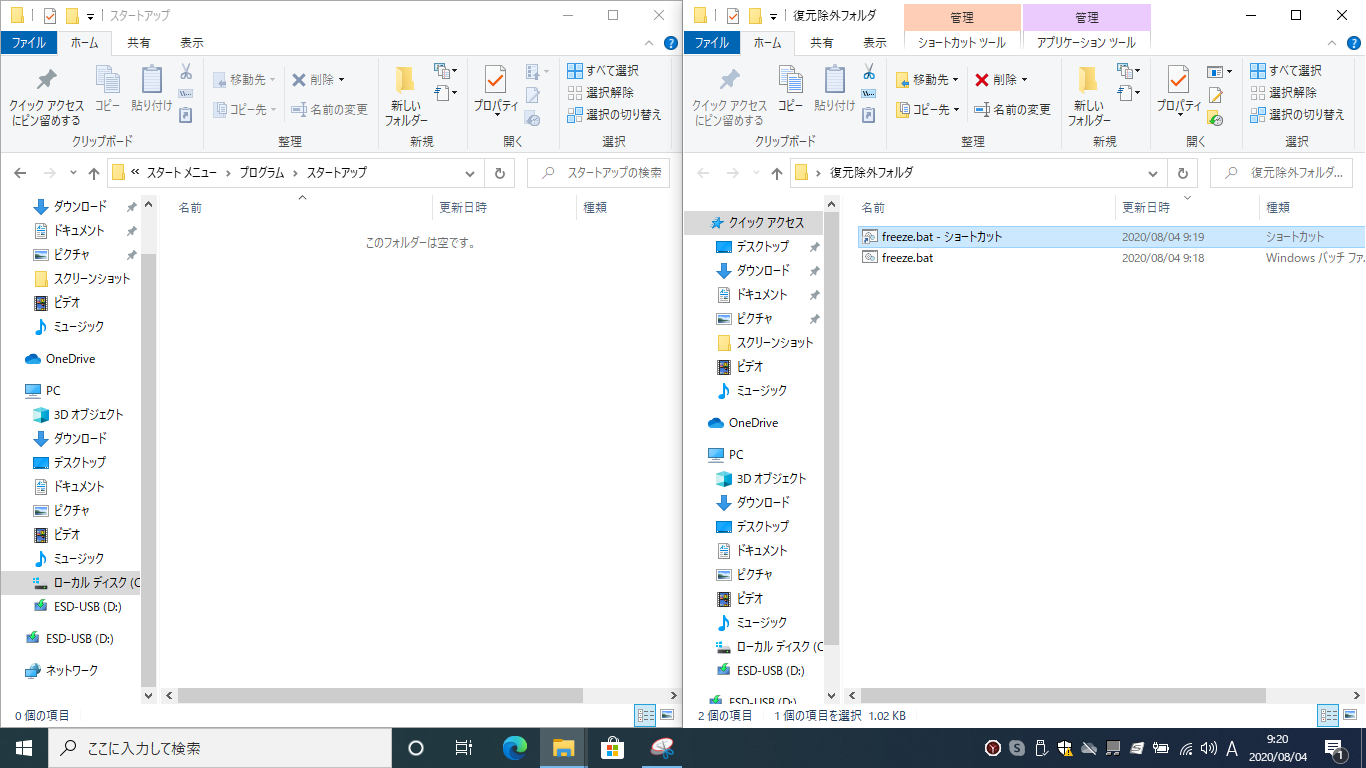 スタートアップ
ファイル
ホーム
共有
表示
クイック アクセス
にピン留めする
コピー
貼り付け
移動先
コピー先
削除
名前の変更
新しい
フォルダー
プロパティ
すべて選択
選択解除
選択の切り替え
クリップボード
整理
新規
開く
選択
« スタート メニュー › プログラム › スタートアップ
スタートアップの検索
ダウンロード
ドキュメント
ピクチャ
スクリーンショット
ビデオ
ミュージック
OneDrive
PC
3D オブジェクト
ダウンロード
デスクトップ
ドキュメント
ピクチャ
ビデオ
ミュージック
ローカル ディスク (C
ESD-USB (D:)
ESD-USB (D:)
ネットワーク
名前
更新日時
種類
このフォルダーは空です。
0 個の項目
復元除外フォルダ
管理
管理
ファイル
ホーム
共有
表示
ショートカット ツール
アプリケーション ツール
クイック アクセス
にピン留めする
コピー
貼り付け
移動先
コピー先
削除
名前の変更
新しい
フォルダー
プロパティ
すべて選択
選択解除
選択の切り替え
クリップボード
整理
新規
開く
選択
› 復元除外フォルダ
復元除外フォルダ...
クイック アクセス
デスクトップ
ダウンロード
ドキュメント
ピクチャ
スクリーンショット
ビデオ
ミュージック
OneDrive
PC
3D オブジェクト
ダウンロード
デスクトップ
ドキュメント
ピクチャ
ビデオ
ミュージック
ローカル ディスク (C
ESD-USB (D:)
ESD-USB (D:)
名前
更新日時
種類
freeze.bat - ショートカット
2020/08/04 9:19
ショートカット
freeze.bat
2020/08/04 9:18
Windows バッチ ファ
2 個の項目
1 個の項目を選択 1.02 KB
ここに入力して検索
A
9:20
2020/08/04
1